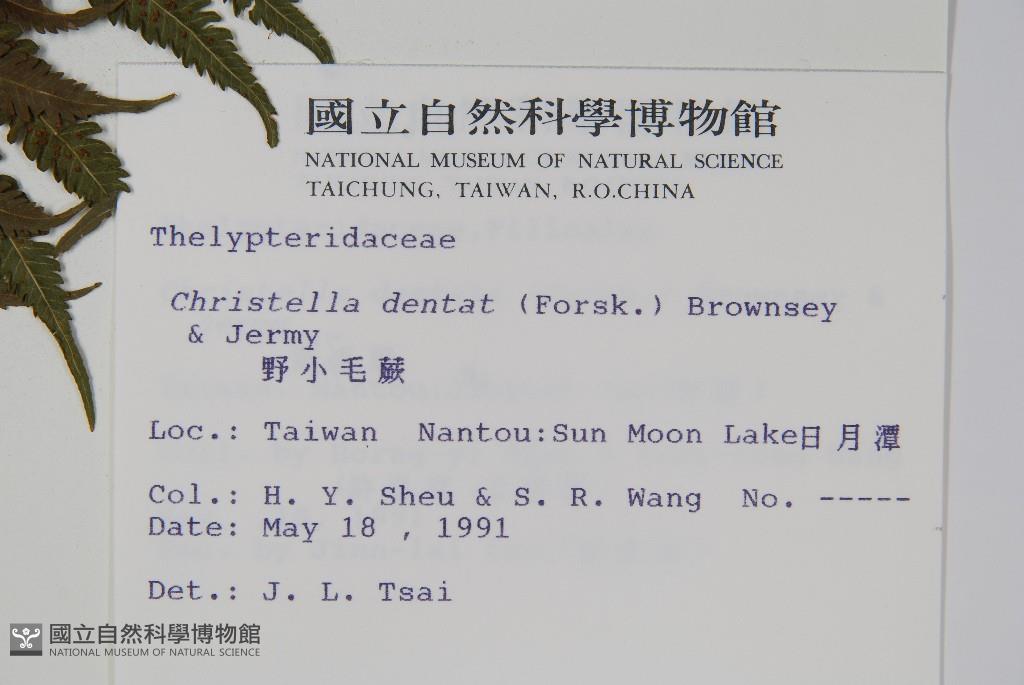 國立自然科學博物館
NATIONAL MUSEUM OF NATURAL SCIENCE
TAICHUNG, TAIWAN, R.O.CHINA
Thelypteridaceae
Christella dentat (Forsk.) Brownsey
& Jermy
野小毛蕨
Loc.: Taiwan Nantou:Sun Moon Lake日月潭
Col.: H. Y. Sheu & S. R. Wang No. -----
Date: May 18 , 1991
Det.: J. L. Tsai
國立自然科學博物館
NATIONAL MUSEUM OF NATURAL SCIENCE